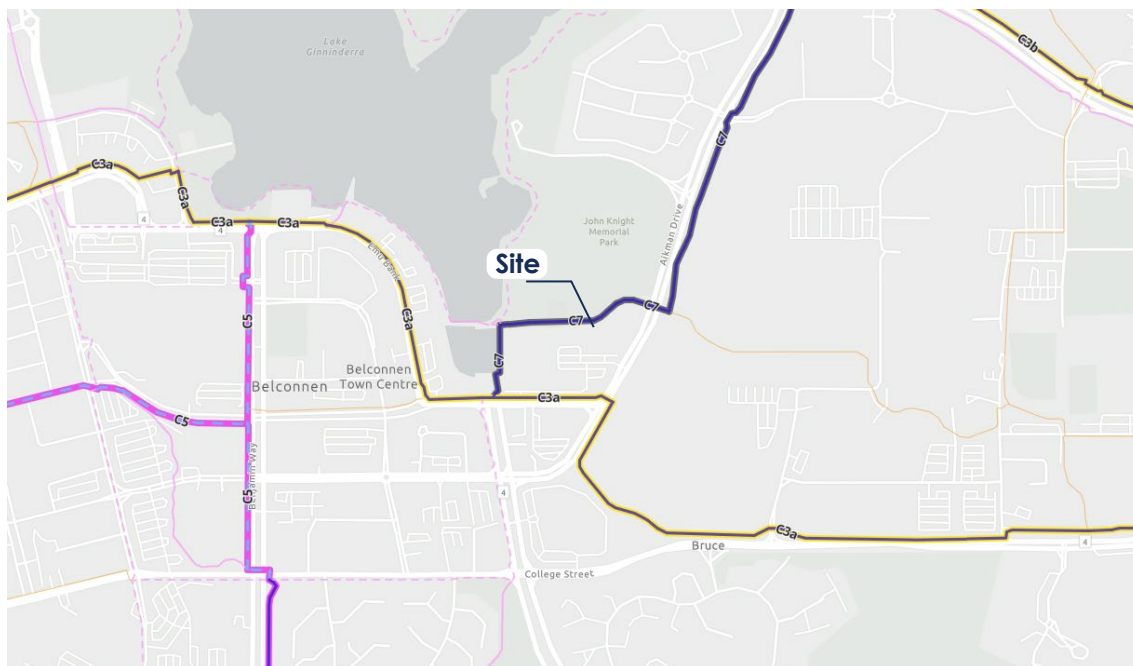 Lake
Ginninderra
C3b
C7
C3a
C3a
4
C3a
4
C3a
John Knight
Memorial
Park
Aikman Drive
Emu Bank
Site
C7
C7
C5
C3a
C7
Belconnen
Town Centre
Belconnen
C3a
C5
C5
Benjamin Way
4
C3a
Bruce
4
College Street